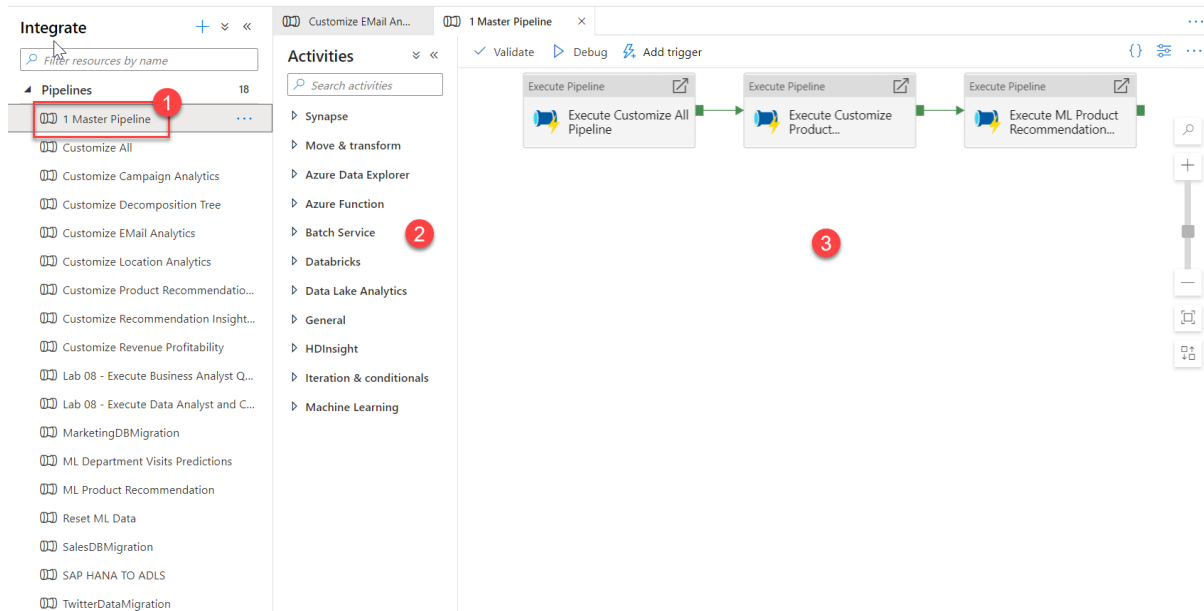 Integrate
Filter resources by name
Pipelines 18
1
1 Master Pipeline
Customize All
Customize Campaign Analytics
Customize Decomposition Tree
Customize EMail Analytics
Customize Location Analytics
Customize Product Recommendatio...
Customize Recommendation Insight...
Customize Revenue Profitability
Lab 08 - Execute Business Analyst Q...
Lab 08 - Execute Data Analyst and C...
MarketingDBMigration
ML Department Visits Predictions
ML Product Recommendation
Reset ML Data
SalesDBMigration
SAP HANA TO ADLS
TwitterDataMigration
Customize EMail An...
1 Master Pipeline
Activities
Search activities
Synapse
Move & transform
Azure Data Explorer
Azure Function
Batch Service
2
Databricks
Data Lake Analytics
General
HDInsight
Iteration & conditionals
Machine Learning
Validate
Debug
Add trigger
{}
Execute Pipeline
Execute Customize All
Pipeline
Execute Pipeline
Execute Customize
Product...
Execute Pipeline
Execute ML Product
Recommendation...
3